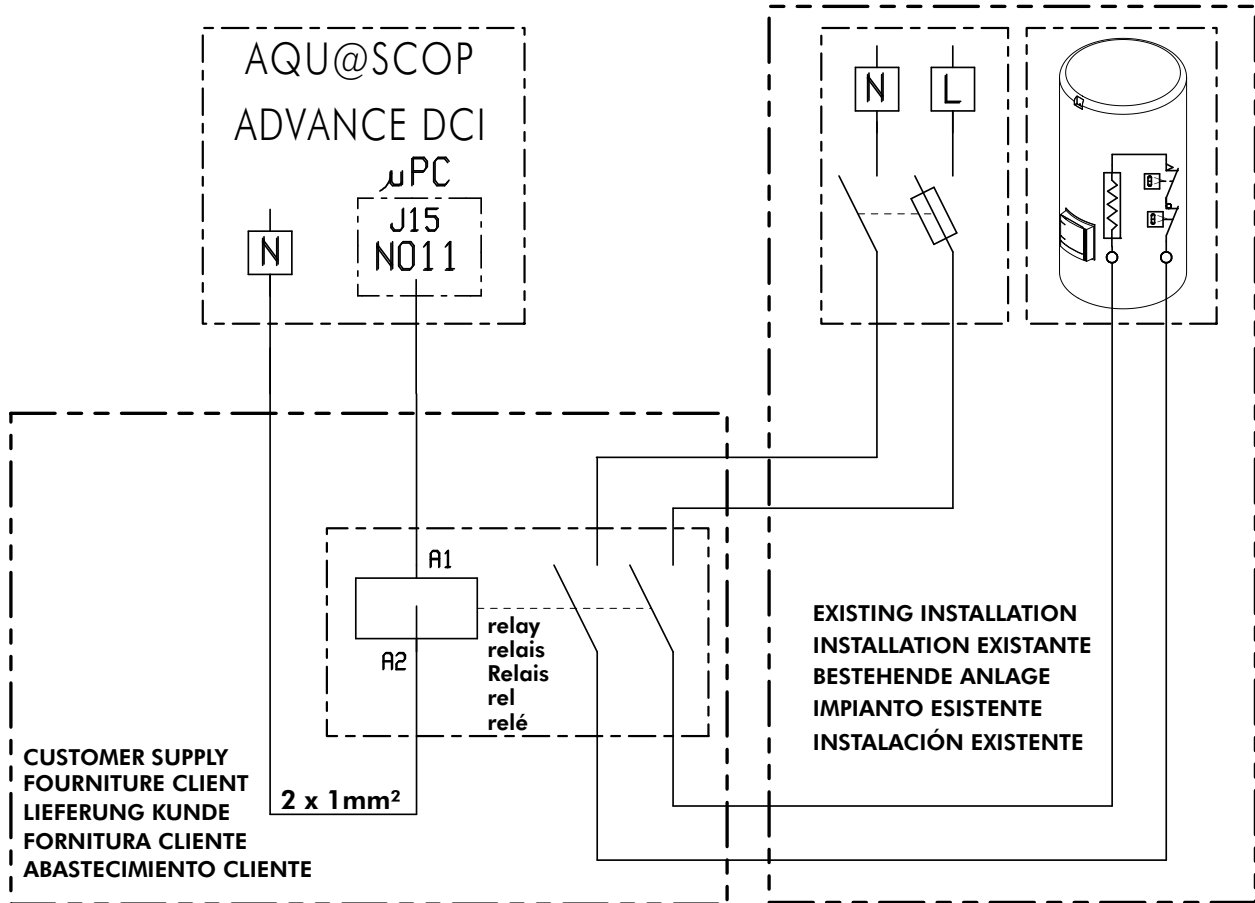 AQU@SCOP
ADVANCE DCI
µPC
J15
NO11
N
N
L
A1
A2
relay
relais
Relais
rel
relé
EXISTING INSTALLATION
INSTALLATION EXISTANTE
BESTEHENDE ANLAGE
IMPIANTO ESISTENTE
INSTALACIÓN EXISTENTE
CUSTOMER SUPPLY
FOURNITURE CLIENT
LIEFERUNG KUNDE
FORNITURA CLIENTE
ABASTECIMIENTO CLIENTE
2 x 1mm²